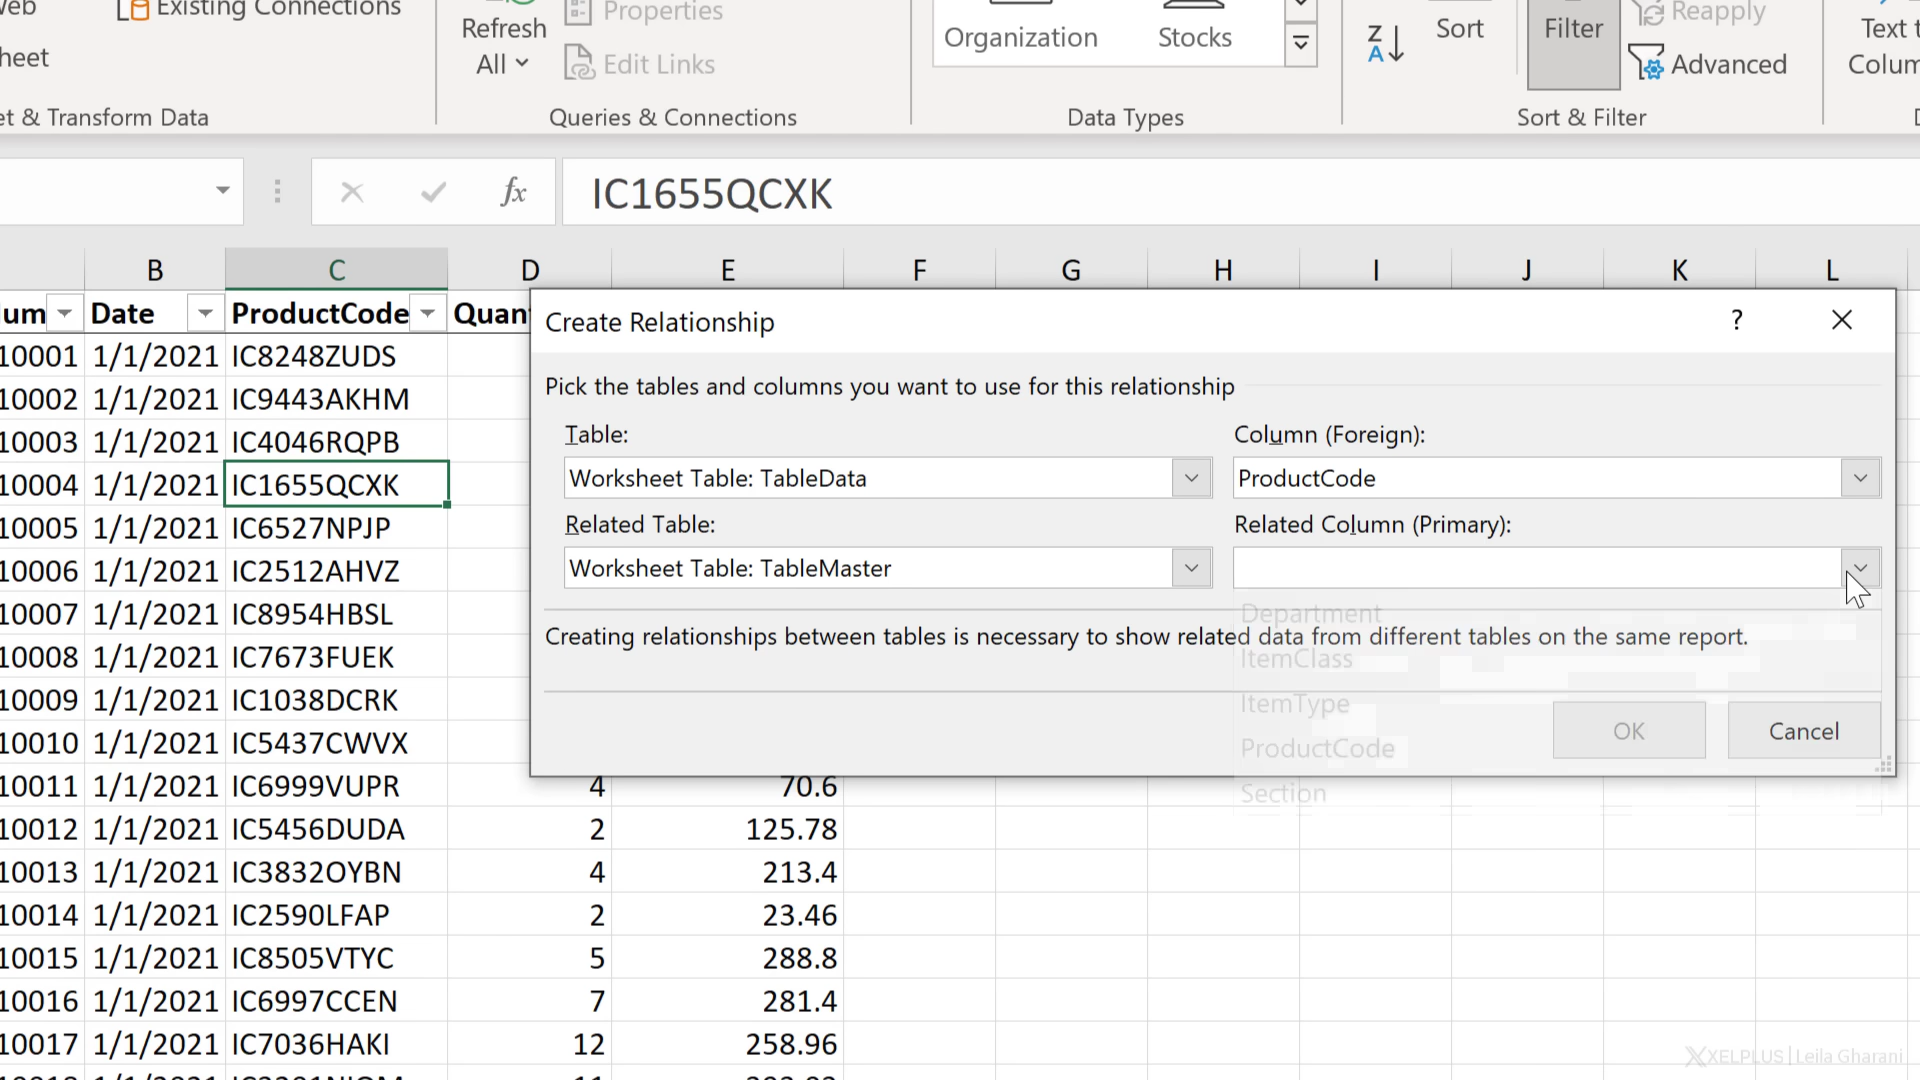 Existing Connections
Refresh
All
Properties
Edit Links
Organization
Stocks
Z
A
Sort
Filter
Reapply
Advanced
Text
& Transform Data
Queries & Connections
Data Types
Sort & Filter
fx
IC1655QCXK
B C D E F G H I J K L
Date ProductCode
10001 1/1/2021 IC8248ZUDS
10002 1/1/2021 IC9443AKHM
10003 1/1/2021 IC4046RQPB
10004 1/1/2021 IC1655QCXK
10005 1/1/2021 IC6527NPJP
10006 1/1/2021 IC2512AHVZ
10007 1/1/2021 IC8954HBSL
10008 1/1/2021 IC7673FUEK
10009 1/1/2021 IC1038DCRK
10010 1/1/2021 IC5437CWVX
10011 1/1/2021 IC6999VUPR 4 70.6
10012 1/1/2021 IC5456DUDA 2 125.78
10013 1/1/2021 IC3832OYBN 4 213.4
10014 1/1/2021 IC2590LFAP 2 23.46
10015 1/1/2021 IC8505VTYC 5 288.8
10016 1/1/2021 IC6997CCEN 7 281.4
10017 1/1/2021 IC7036HAKI 12 258.96
Create Relationship ?
Pick the tables and columns you want to use for this relationship
Table: Column (Foreign):
Worksheet Table: TableData ProductCode
Related Table: Related Column (Primary):
Worksheet Table: TableMaster
Department
Creating relationships between tables is necessary to show related data from different tables on the same report.
ItemClass
ItemType
ProductCode
Section
OK Cancel
XELPLUS | Leila Gharani